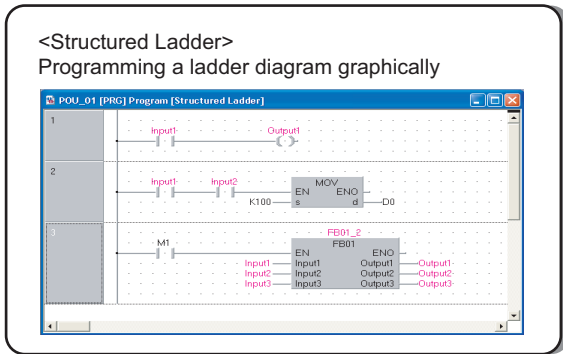 <Structured Ladder>
Programming a ladder diagram graphically
POU_01 [PRG] Program [Structured Ladder]
1
Input1 Output1
2
Input1 Input2 MOV
EN ENO
K100 s d D0
3
FB01_2
M1 FB01
EN ENO
Input1 Input1 Output1 Output1
Input2 Input2 Output2 Output2
Input3 Input3 Output3 Output3